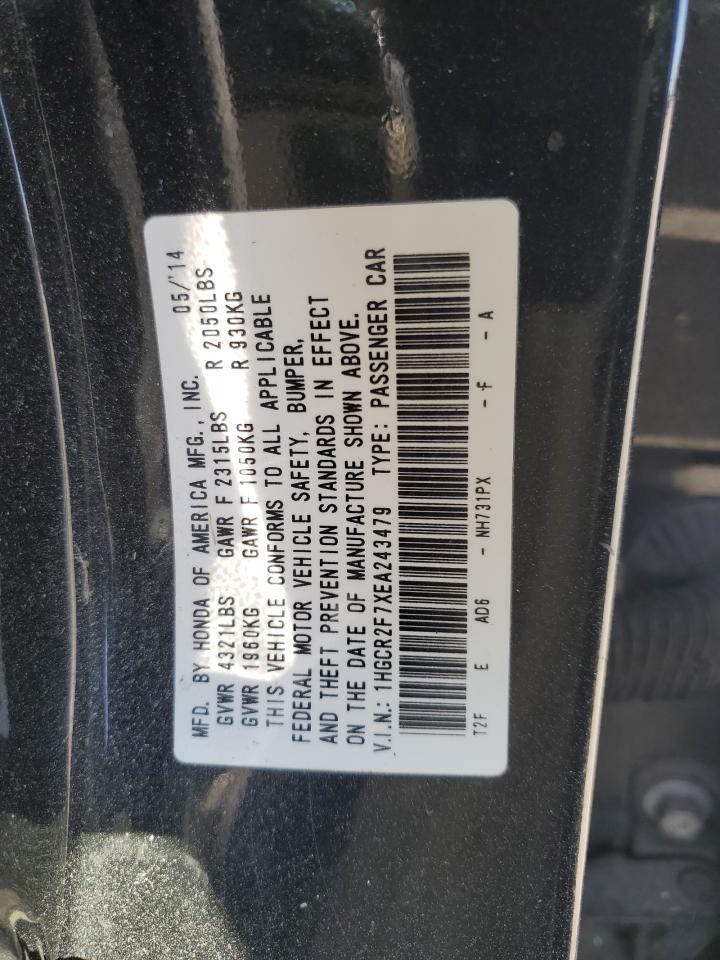 MFD. BY HONDA OF AMERICA MFG., INC. 05/'14
GVWR 4321LBS GAWR F 2315LBS R 2050LBS
GVWR 1960KG GAWR F 1050KG R 930KG
THIS VEHICLE CONFORMS TO ALL APPLICABLE
FEDERAL MOTOR VEHICLE SAFETY, BUMPER,
AND THEFT PREVENTION STANDARDS IN EFFECT
ON THE DATE OF MANUFACTURE SHOWN ABOVE.
V.I.N.: 1HGCR2F7XEA243479 TYPE: PASSENGER CAR
T2F E AD6 - NH731PX - F - A